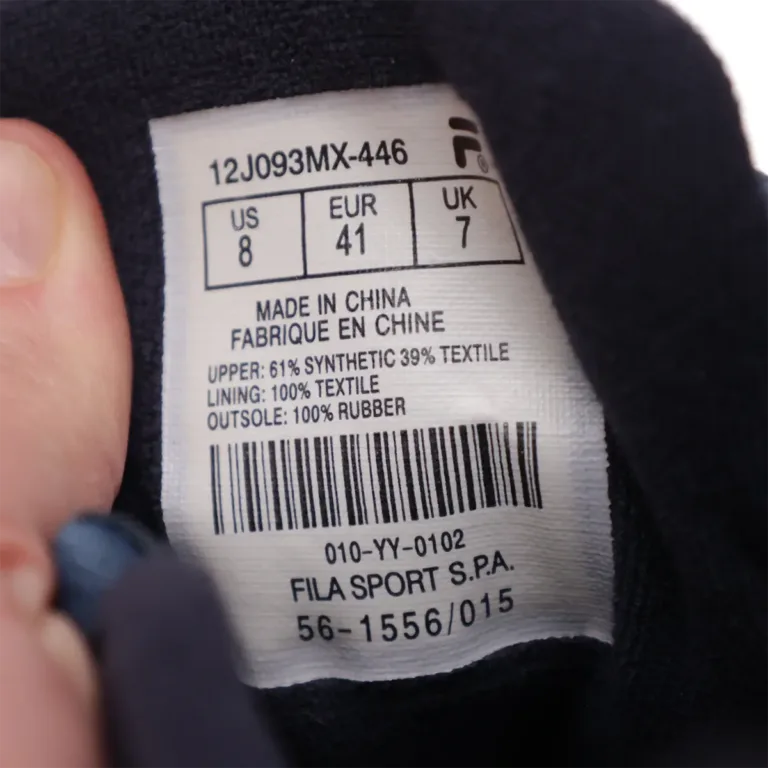 12J093MX-446
F®
US EUR UK
8 41 7
MADE IN CHINA
FABRIQUE EN CHINE
UPPER: 61% SYNTHETIC 39% TEXTILE
LINING: 100% TEXTILE
OUTSOLE: 100% RUBBER
010-YY-0102
FILA SPORT S.P.A.
56-1556/015